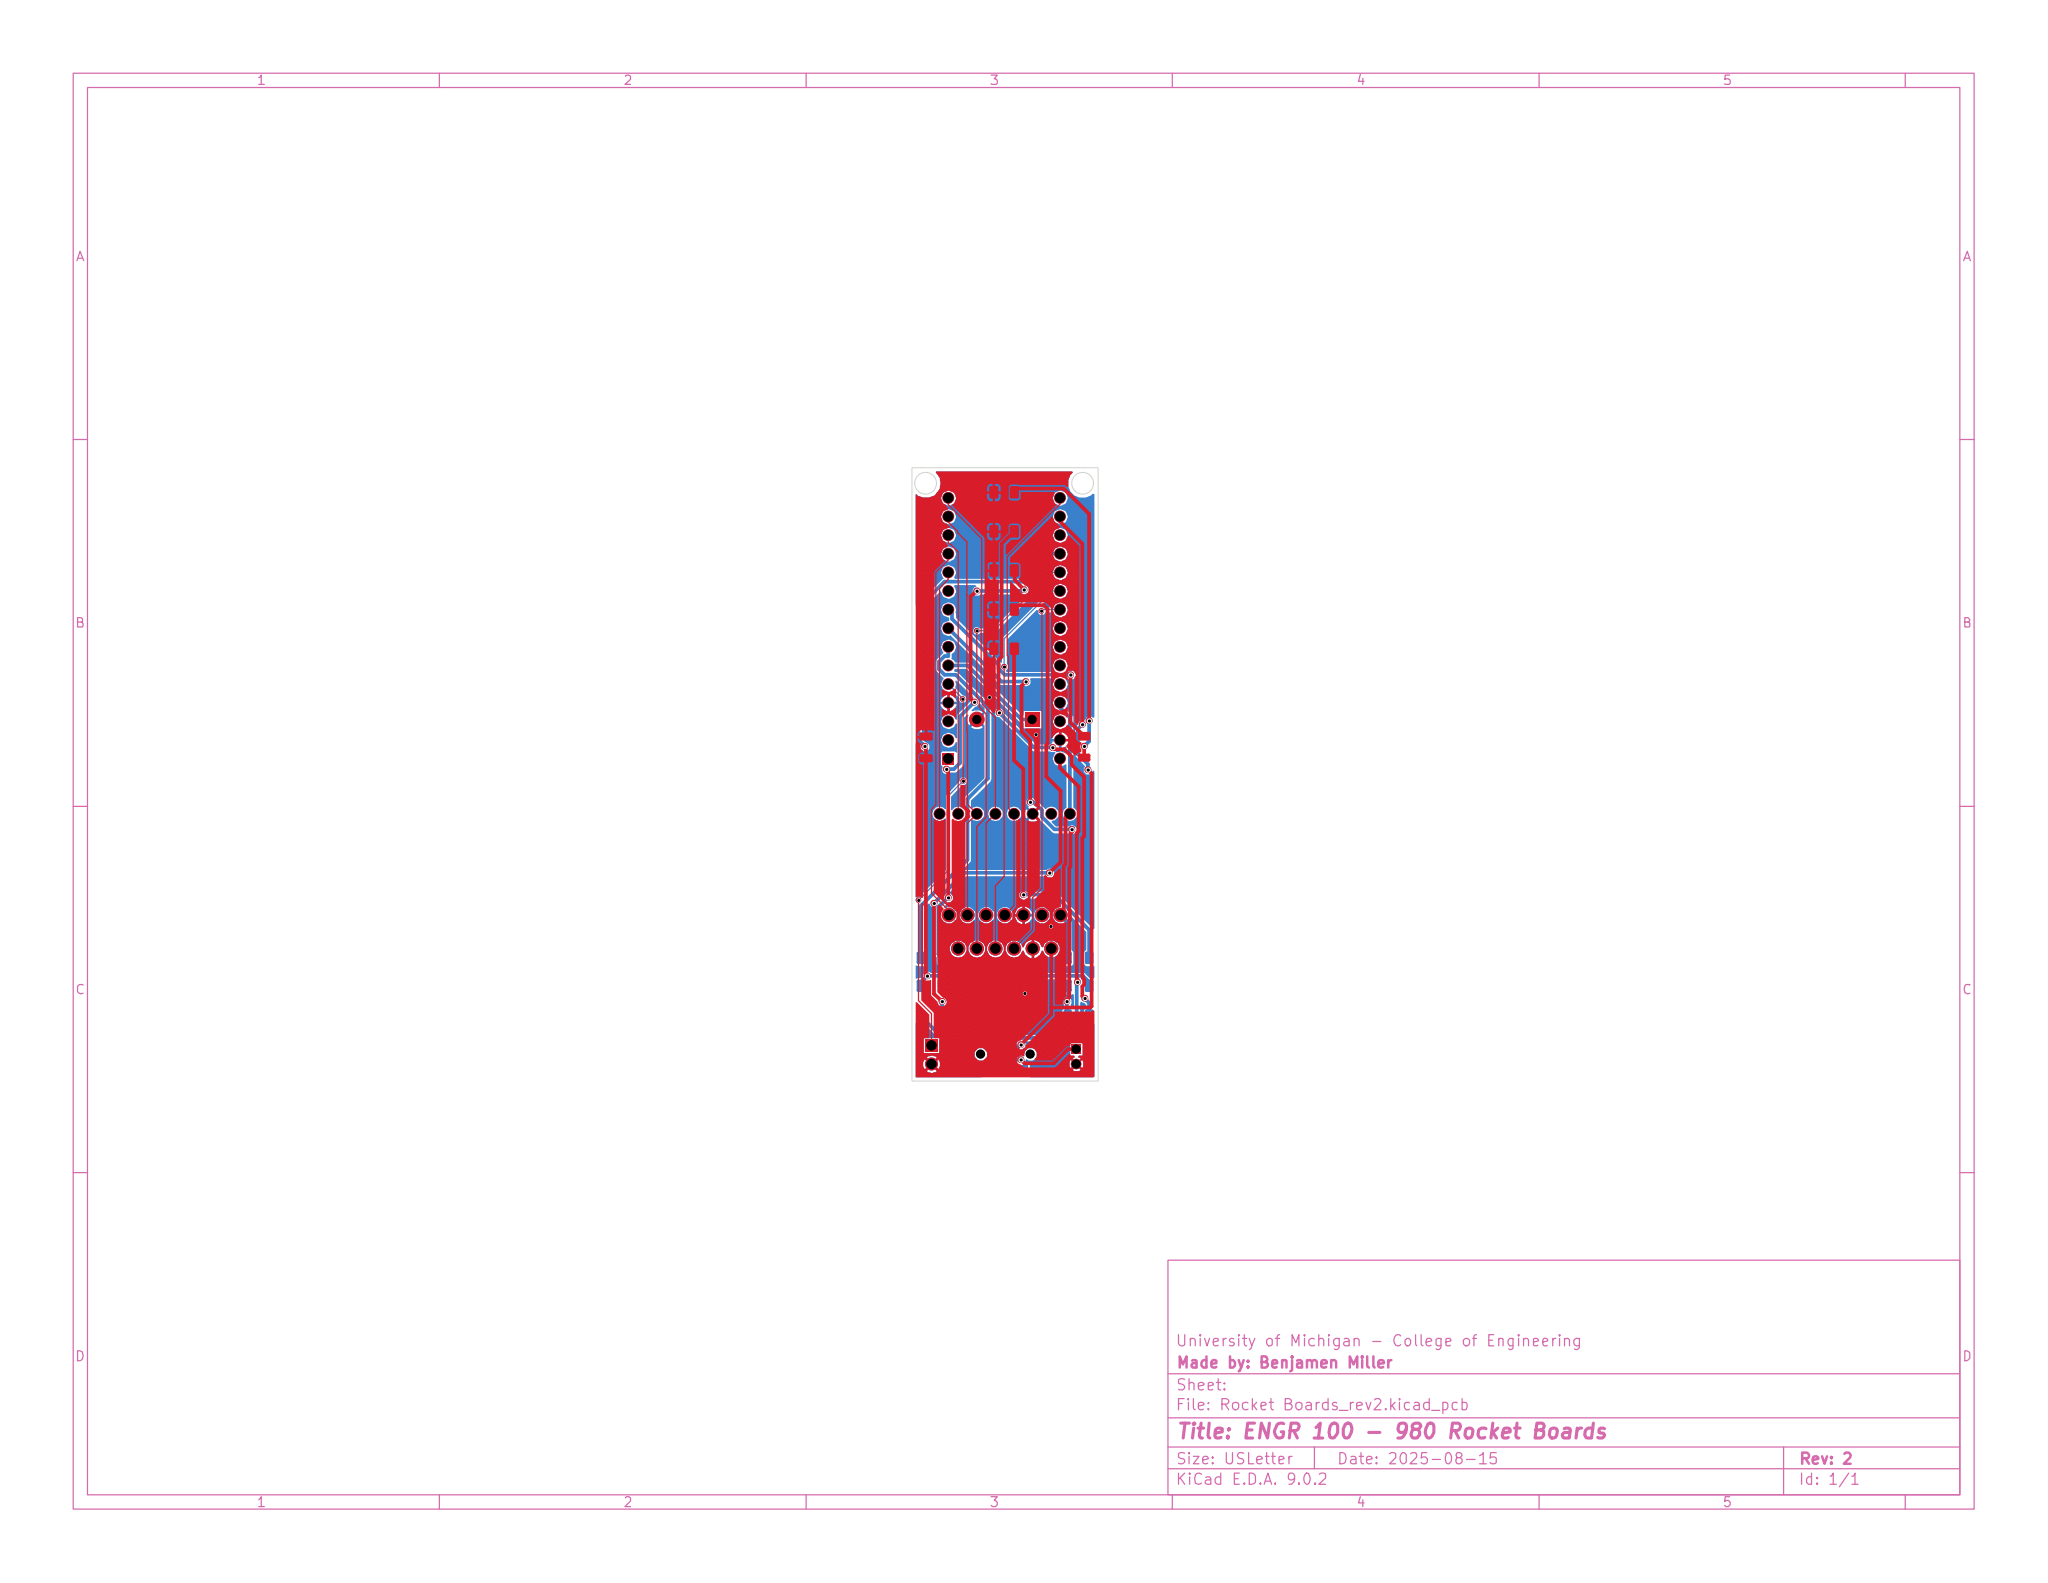 1 2 3 4 5
A A
B B
C C
D D
University of Michigan - College of Engineering
Made by: Benjamen Miller
Sheet:
File: Rocket Boards_rev2.kicad_pcb
Title: ENGR 100 - 980 Rocket Boards
Size: USLetter Date: 2025-08-15 Rev: 2
KiCad E.D.A. 9.0.2 Id: 1/1
1 2 3 4 5